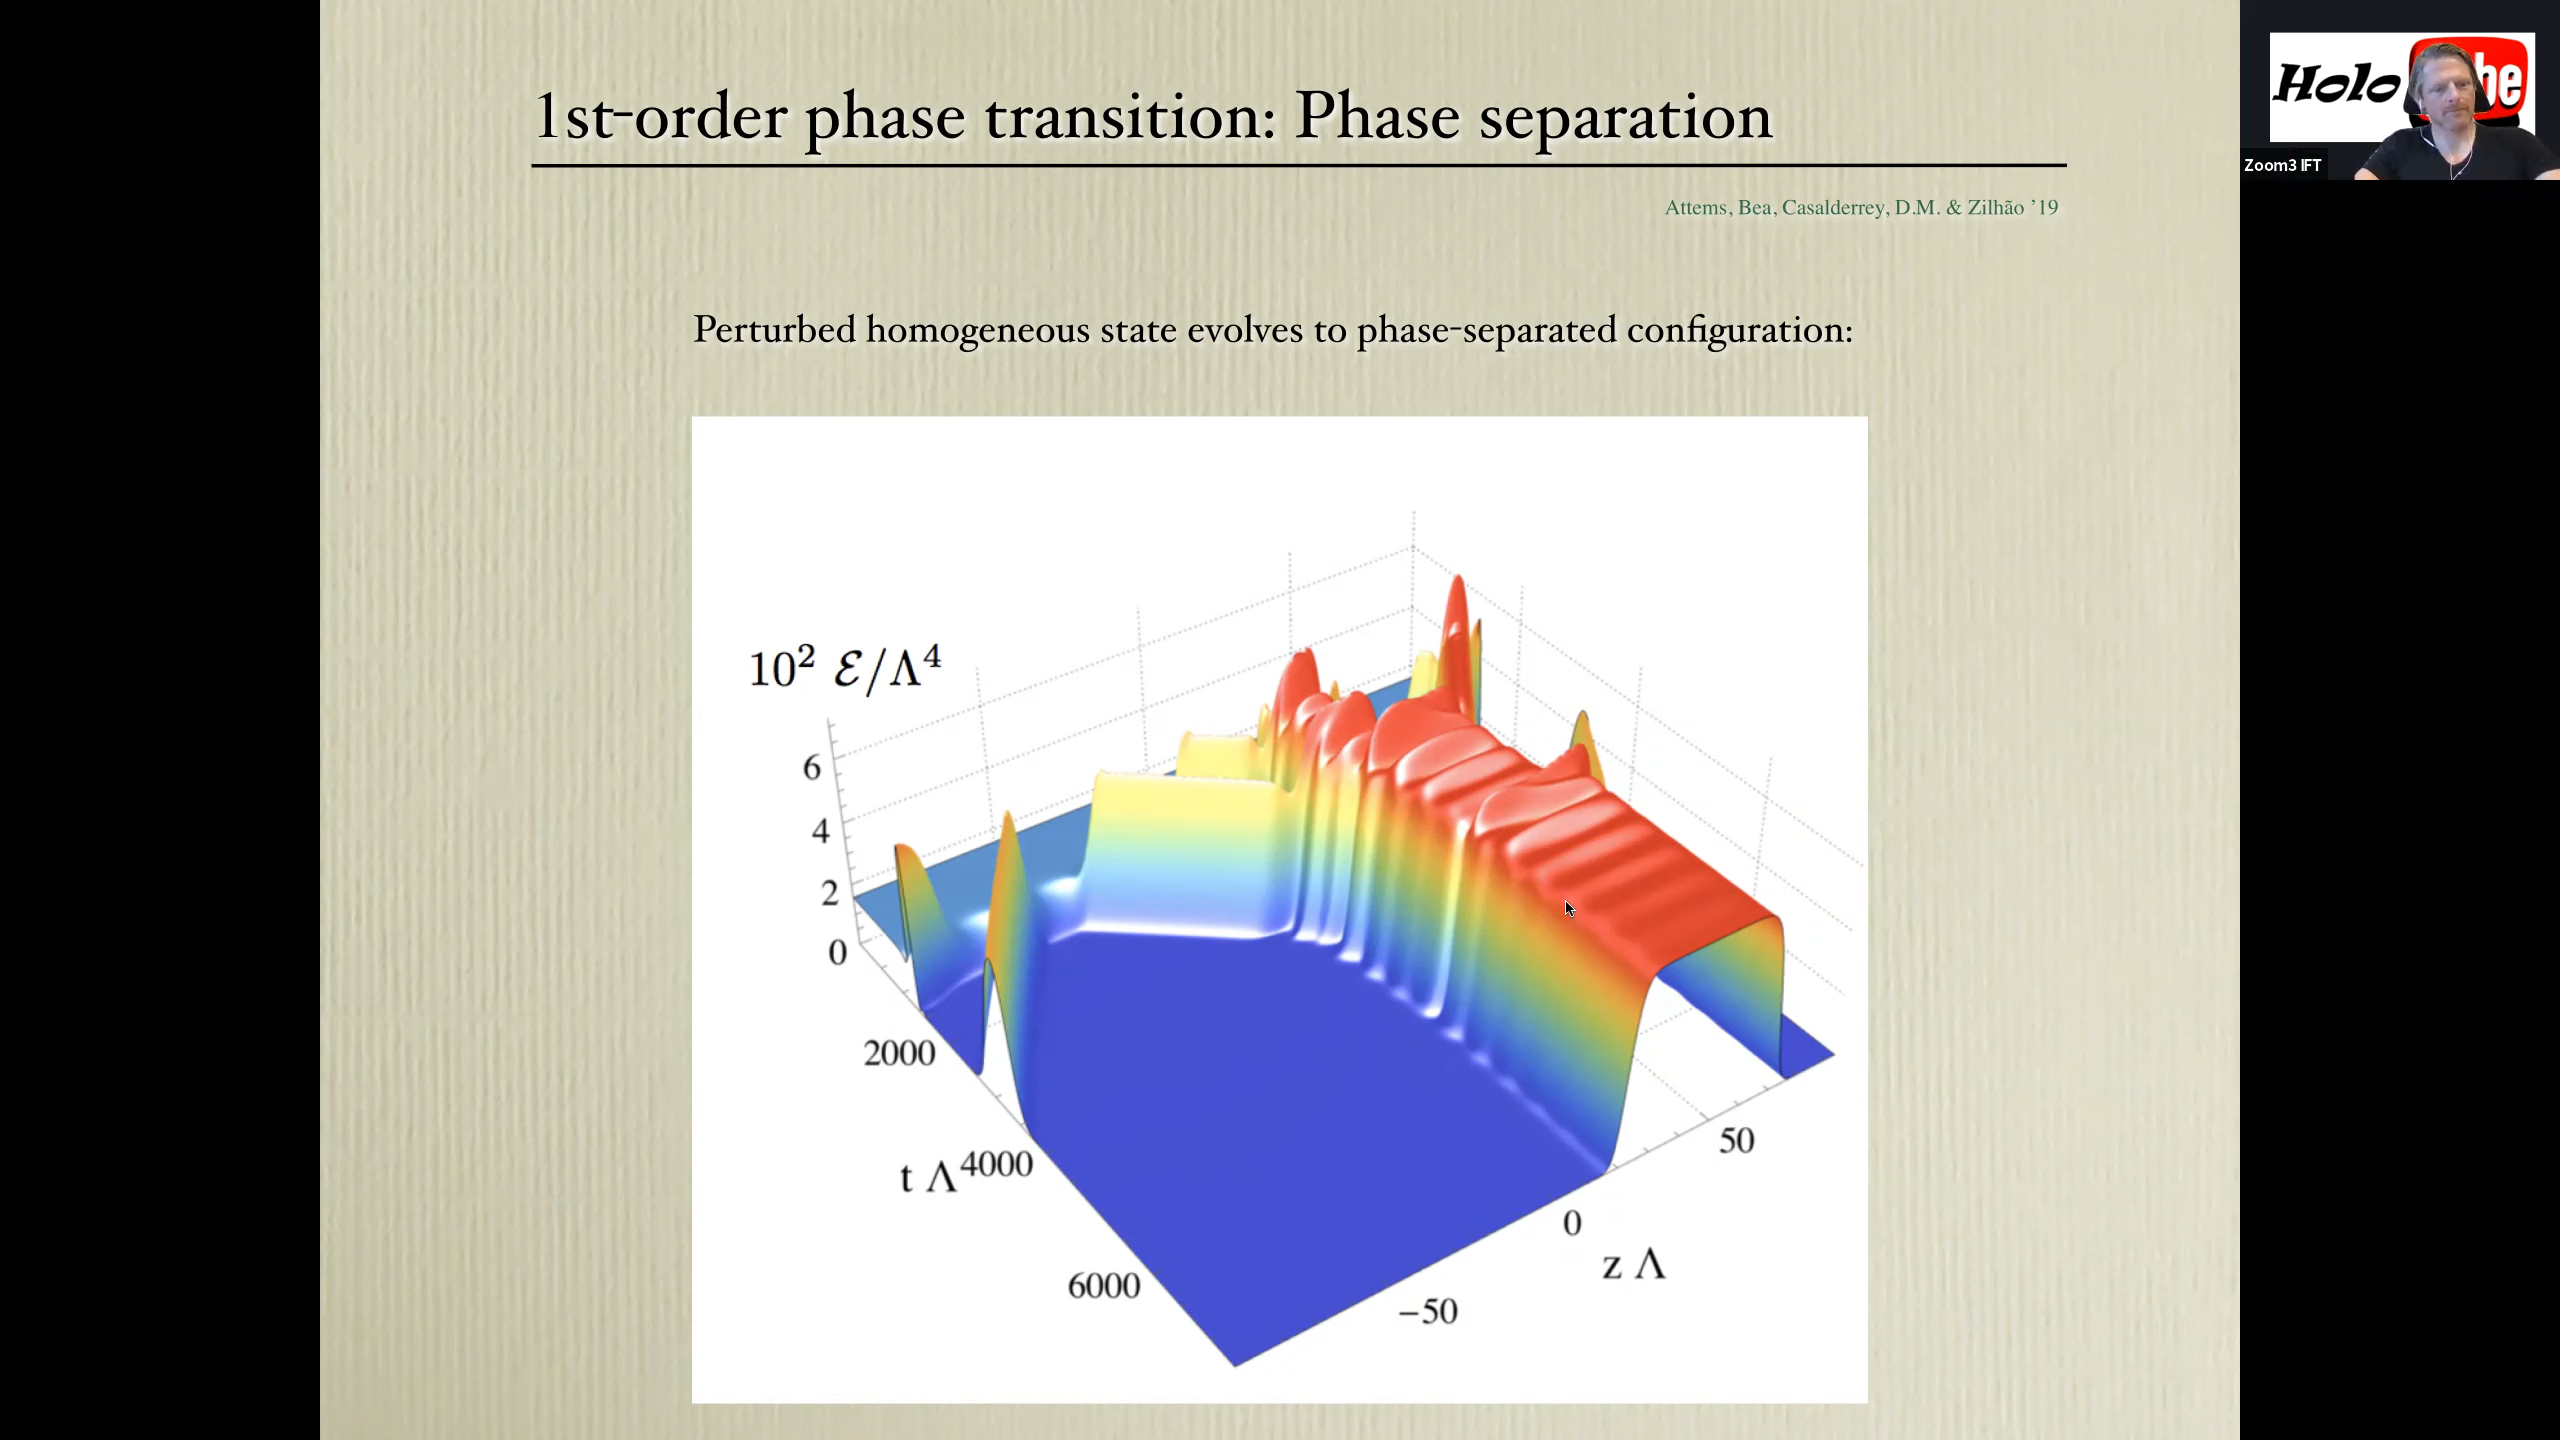 1st-order phase transition: Phase separation
Attems, Bea, Casalderrey, D.M. & Zilhão ’19
Perturbed homogeneous state evolves to phase-separated configuration:
10² ℰ/Λ⁴
6
4
2
0
2000
4000
6000
t Λ
50
0
−50
z Λ
Holo be
Zoom3 IFT